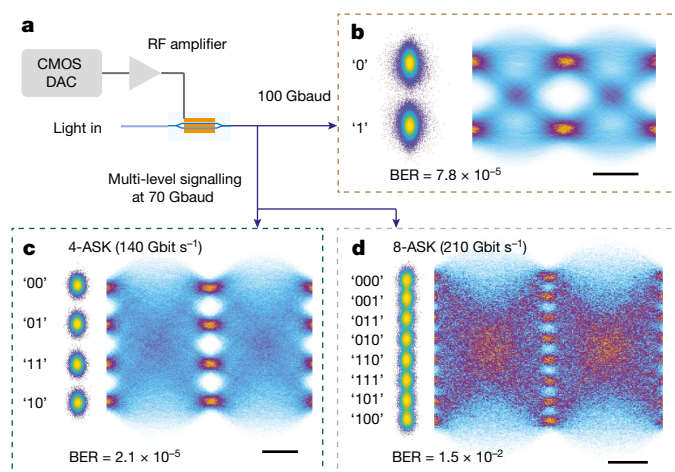 a
RF amplifier
CMOS
DAC
Light in
100 Gbaud
Multi-level signalling
at 70 Gbaud
b
'0'
'1'
BER = 7.8 × 10⁻⁵
c
4-ASK (140 Gbit s⁻¹)
'00'
'01'
'11'
'10'
BER = 2.1 × 10⁻⁵
d
8-ASK (210 Gbit s⁻¹)
'000'
'001'
'011'
'010'
'110'
'111'
'101'
'100'
BER = 1.5 × 10⁻²